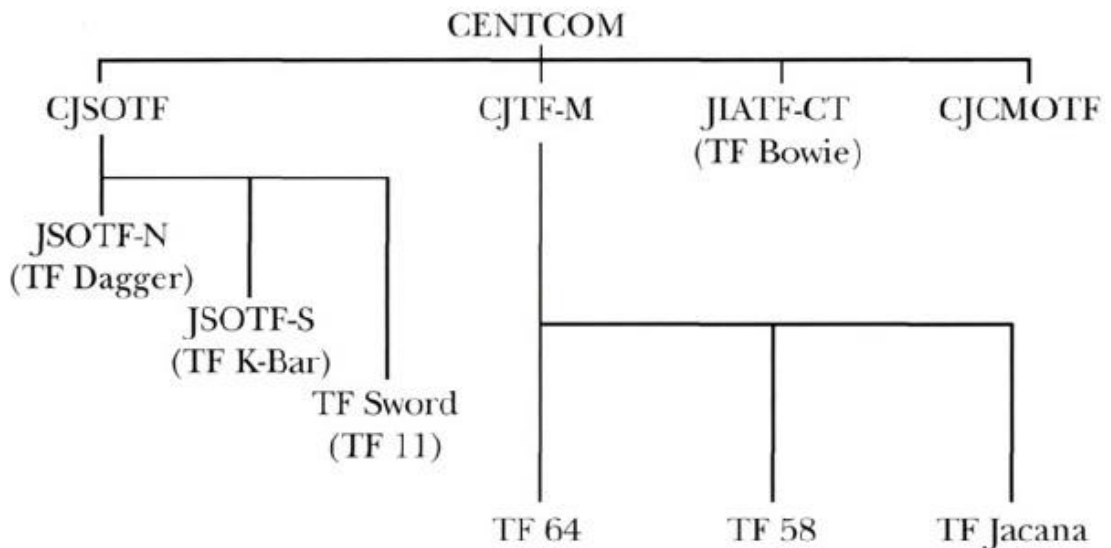 CENTCOM
CJSOTF
CJTF-M
JIATF-CT
(TF Bowie)
CJCMOTF
JSOTF-N
(TF Dagger)
JSOTF-S
(TF K-Bar)
TF Sword
(TF 11)
TF 64
TF 58
TF Jacana